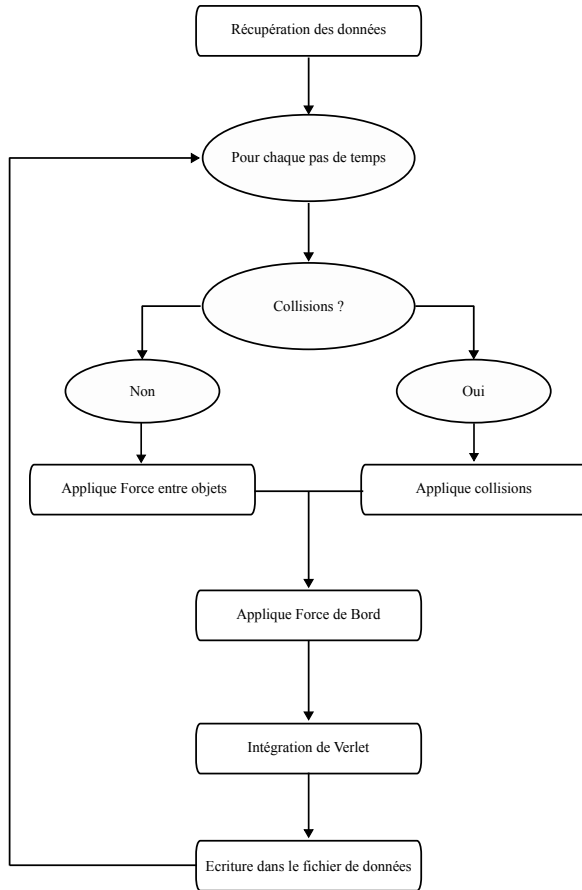 Récupération des données
Pour chaque pas de temps
Collisions ?
Non
Oui
Applique Force entre objets
Applique collisions
Applique Force de Bord
Intégration de Verlet
Ecriture dans le fichier de données